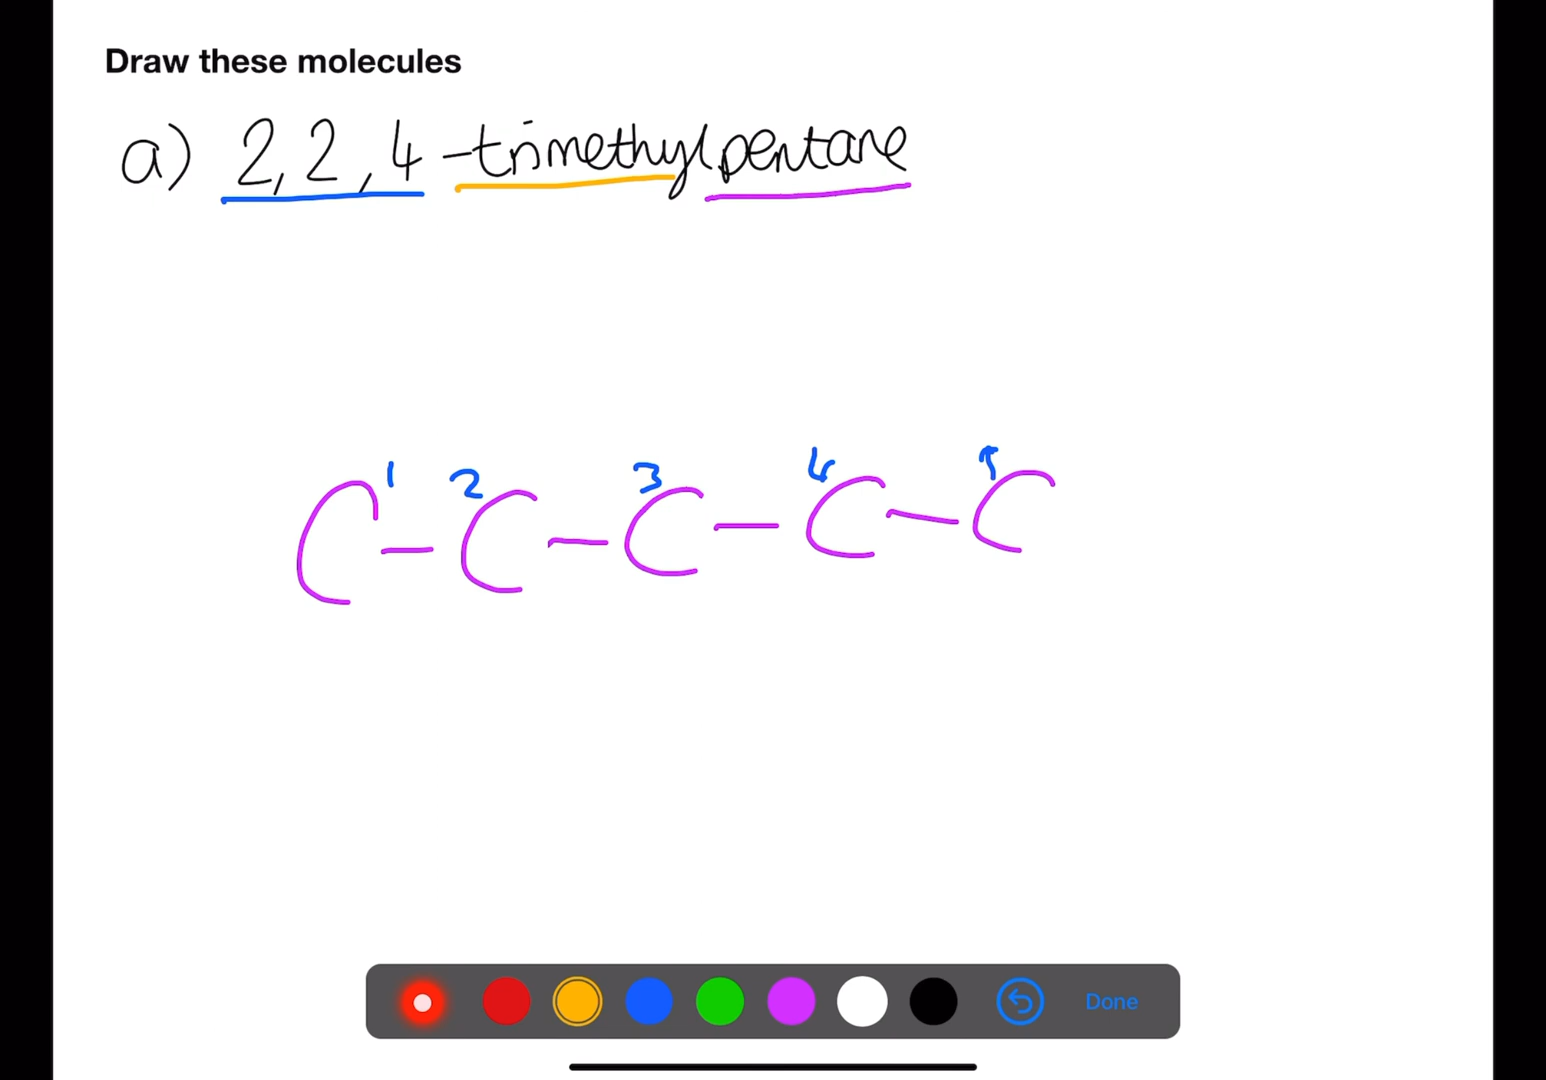 Draw these molecules
a) 2,2,4-trimethylpentane
1 2 3 4 5
C-C-C-C-C
Done